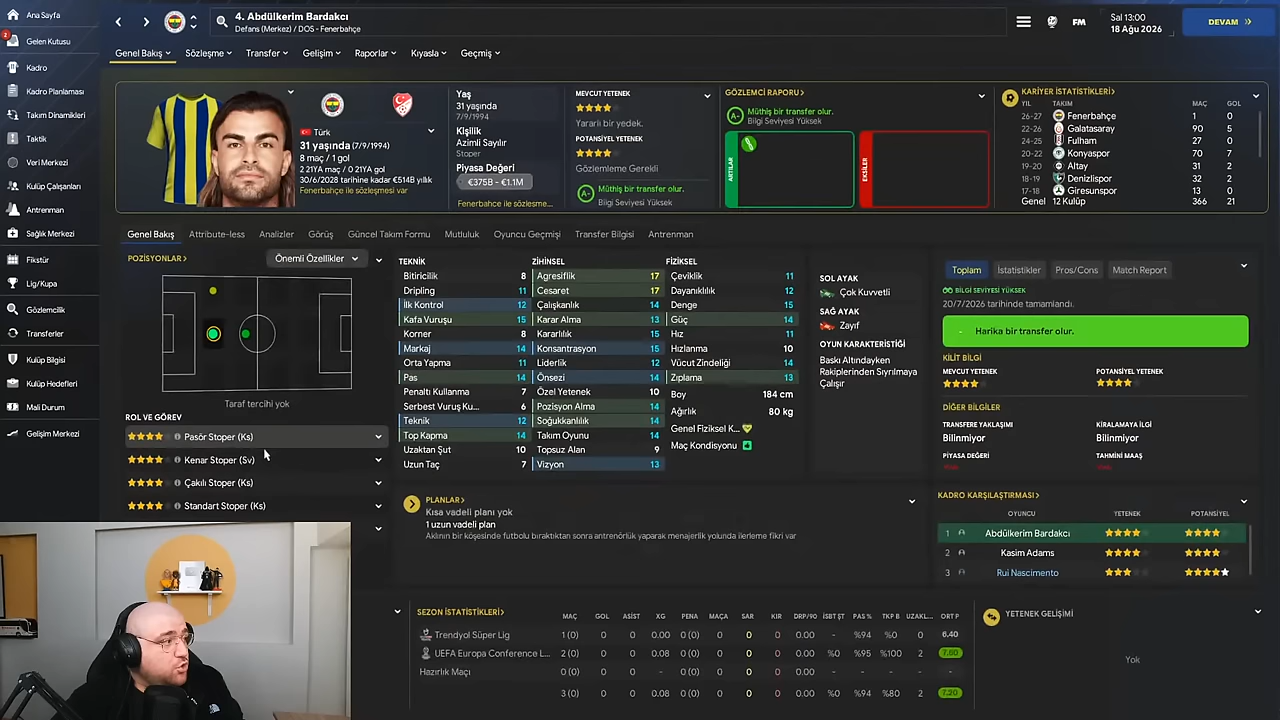 Ana Sayfa
2
Gelen Kutusu
Kadro
Kadro Planlaması
Takım Dinamikleri
Taktik
Veri Merkezi
Kulüp Çalışanları
Antrenman
Sağlık Merkezi
Fikstür
Lig/Kupa
Gözlemcilik
Transferler
Kulüp Bilgisi
Kulüp Hedefleri
Mali Durum
Gelişim Merkezi
4. Abdülkerim Bardakcı
Defans (Merkez) / DOS - Fenerbahçe
FM
Sal 13:00
18 Ağu 2026
DEVAM
Genel Bakış
Sözleşme
Transfer
Gelişim
Raporlar
Kıyasla
Geçmiş
Türk
31 yaşında (7/9/1994)
8 maç / 1 gol
2 21YA maçı / 0 21YA gol
30/6/2028 tarihine kadar €514B yıllık
Fenerbahçe ile sözleşmesi var
Yaş
31 yaşında
7/9/1994
Kişilik
Azimli Sayılır
Stoper
Piyasa Değeri
€375B - €1.1M
Fenerbahçe ile sözleşme...
MEVCUT YETENEK
Yararlı bir yedek.
POTANSİYEL YETENEK
Gözlemleme Gerekli
A-
Müthiş bir transfer olur.
Bilgi Seviyesi Yüksek
GÖZLEMCİ RAPORU
A-
Müthiş bir transfer olur.
Bilgi Seviyesi Yüksek
ARTILAR
EKSİLER
KARİYER İSTATİSTİKLERİ
YIL TAKIM MAÇ GOL
26-27 Fenerbahçe 1 0
22-26 Galatasaray 90 5
24-25 Fulham 27 0
20-22 Konyaspor 70 7
19-20 Altay 31 2
18-19 Denizlispor 32 2
17-18 Giresunspor 13 0
Genel 12 Kulüp 366 21
Genel Bakış
Attribute-less
Analizler
Görüş
Güncel Takım Formu
Mutluluk
Oyuncu Geçmişi
Transfer Bilgisi
Antrenman
POZİSYONLAR
Önemli Özellikler
Taraf tercihi yok
ROL VE GÖREV
Pasör Stoper (Ks)
Kenar Stoper (Sv)
Çakılı Stoper (Ks)
Standart Stoper (Ks)
TEKNİK
Bitiricilik 8
Dripling 11
İlk Kontrol 12
Kafa Vuruşu 15
Korner 8
Markaj 14
Orta Yapma 11
Pas 14
Penaltı Kullanma 7
Serbest Vuruş Ku... 6
Teknik 12
Top Kapma 14
Uzaktan Şut 10
Uzun Taç 7
ZİHİNSEL
Agresiflik 17
Cesaret 17
Çalışkanlık 14
Karar Alma 13
Kararlılık 15
Konsantrasyon 15
Liderlik 12
Önsezi 14
Özel Yetenek 10
Pozisyon Alma 14
Soğukkanlılık 14
Takım Oyunu 14
Topsuz Alan 9
Vizyon 13
FİZİKSEL
Çeviklik 11
Dayanıklılık 12
Denge 15
Güç 14
Hız 11
Hızlanma 10
Vücut Zindeliği 14
Zıplama 13
Boy 184 cm
Ağırlık 80 kg
Genel Fiziksel K...
Maç Kondisyonu
SOL AYAK
Çok Kuvvetli
SAĞ AYAK
Zayıf
OYUN KARAKTERİSTİĞİ
Baskı Altındayken
Rakiplerinden Sıyrılmaya
Çalışır
Toplam
İstatistikler
Pros/Cons
Match Report
BİLGİ SEVİYESİ YÜKSEK
20/7/2026 tarihinde tamamlandı.
- Harika bir transfer olur.
KİLİT BİLGİ
MEVCUT YETENEK
POTANSİYEL YETENEK
DİĞER BİLGİLER
TRANSFERE YAKLAŞIMI
Bilinmiyor
KİRALAMAYA İLGİ
Bilinmiyor
PİYASA DEĞERİ
TAHMİNİ MAAŞ
PLANLAR
Kısa vadeli planı yok
1 uzun vadeli plan
Aklının bir köşesinde futbolu bıraktıktan sonra antrenörlük yaparak menajerlik yolunda ilerleme fikri var
KADRO KARŞILAŞTIRMASI
OYUNCU YETENEK POTANSİYEL
1 Abdülkerim Bardakcı
2 Kasim Adams
3 Rui Nascimento
SEZON İSTATİSTİKLERİ MAÇ GOL ASİST XG PENA MAÇA SAR KIR DRP/90 İSBT ŞT PAS % TKP B UZAKL... ORT P
Trendyol Süper Lig 1 (0) 0 0 0.00 0 (0) 0 0 0 0.00 - %94 %0 0 6.40
UEFA Europa Conference L... 2 (0) 0 0 0.08 0 (0) 0 0 0 0.00 %0 %95 %100 2
Hazırlık Maçı 0 (0) 0 0 - 0 (0) 0 0 0 - - - - - -
3 (0) 0 0 0.08 0 (0) 0 0 0 0.00 %0 %94 %80 2 7.20
YETENEK GELİŞİMİ
Yok